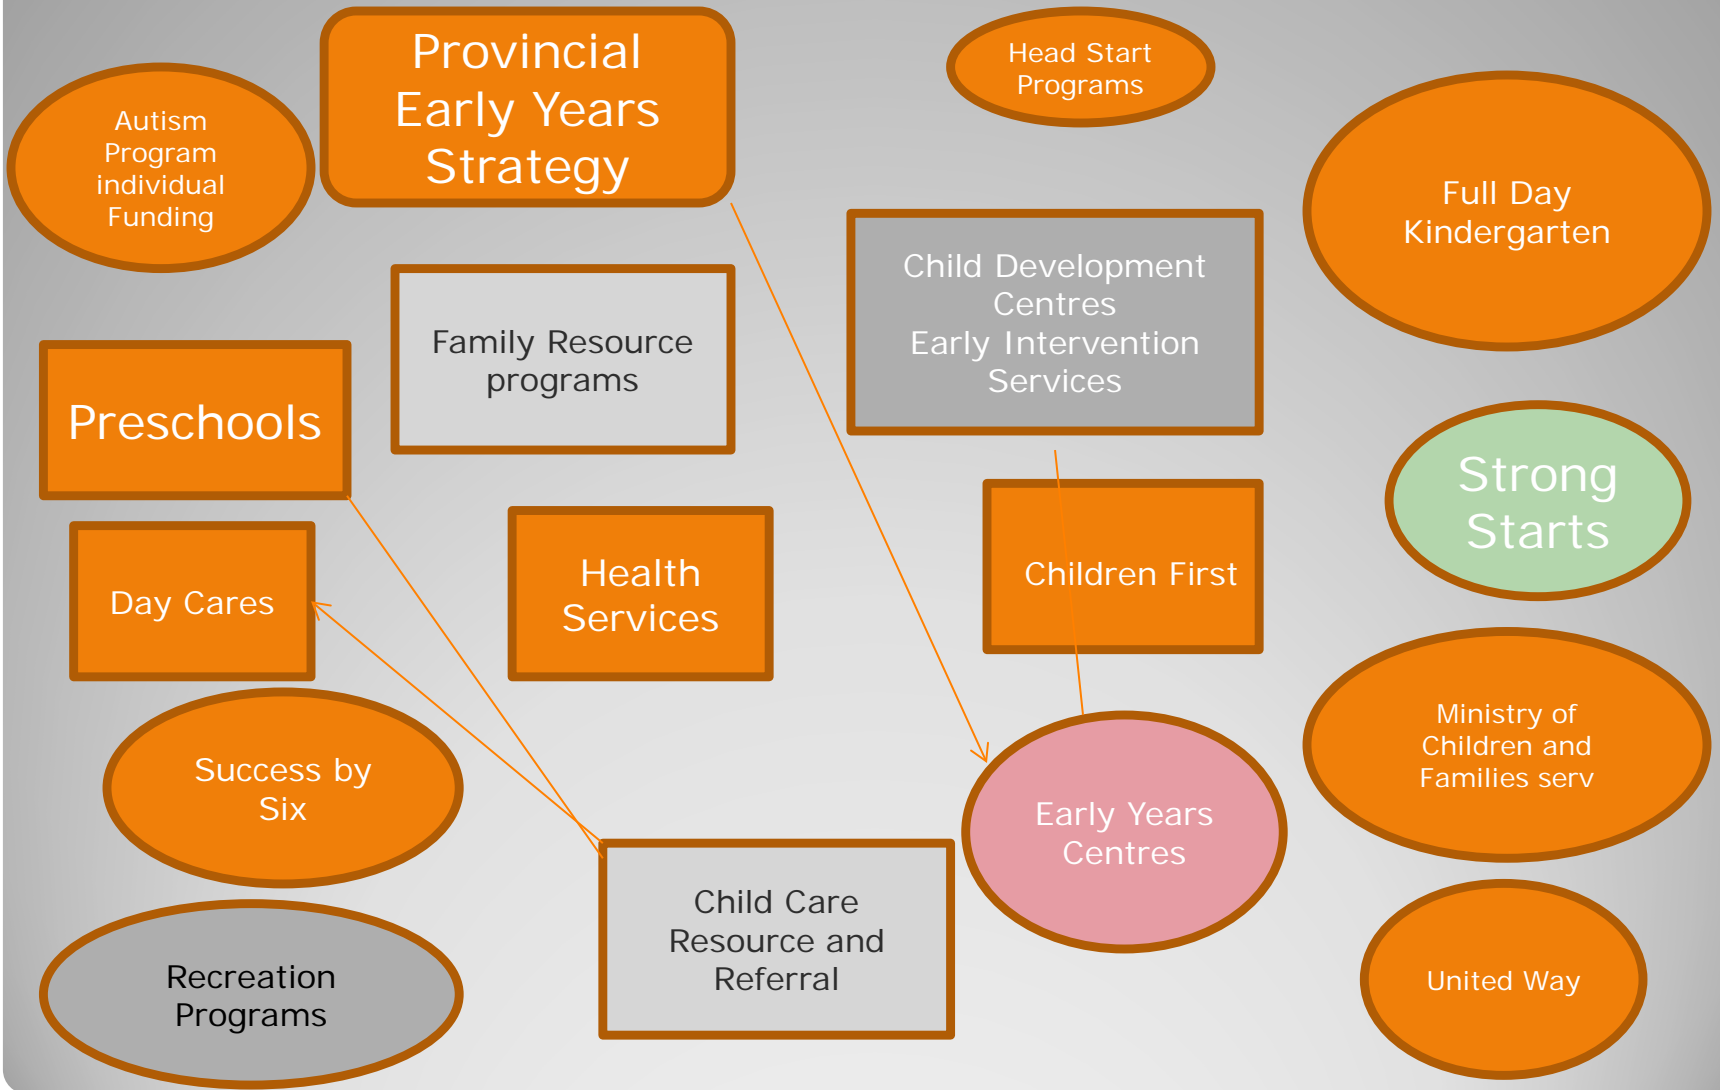 Provincial
Early Years
Strategy
Head Start
Programs
Autism
Program
individual
Funding
Full Day
Kindergarten
Child Development
Centres
Early Intervention
Services
Family Resource
programs
Preschools
Strong
Starts
Day Cares
Health
Services
Children First
Ministry of
Children and
Families serv
Success by
Six
Early Years
Centres
Child Care
Resource and
Referral
Recreation
Programs
United Way